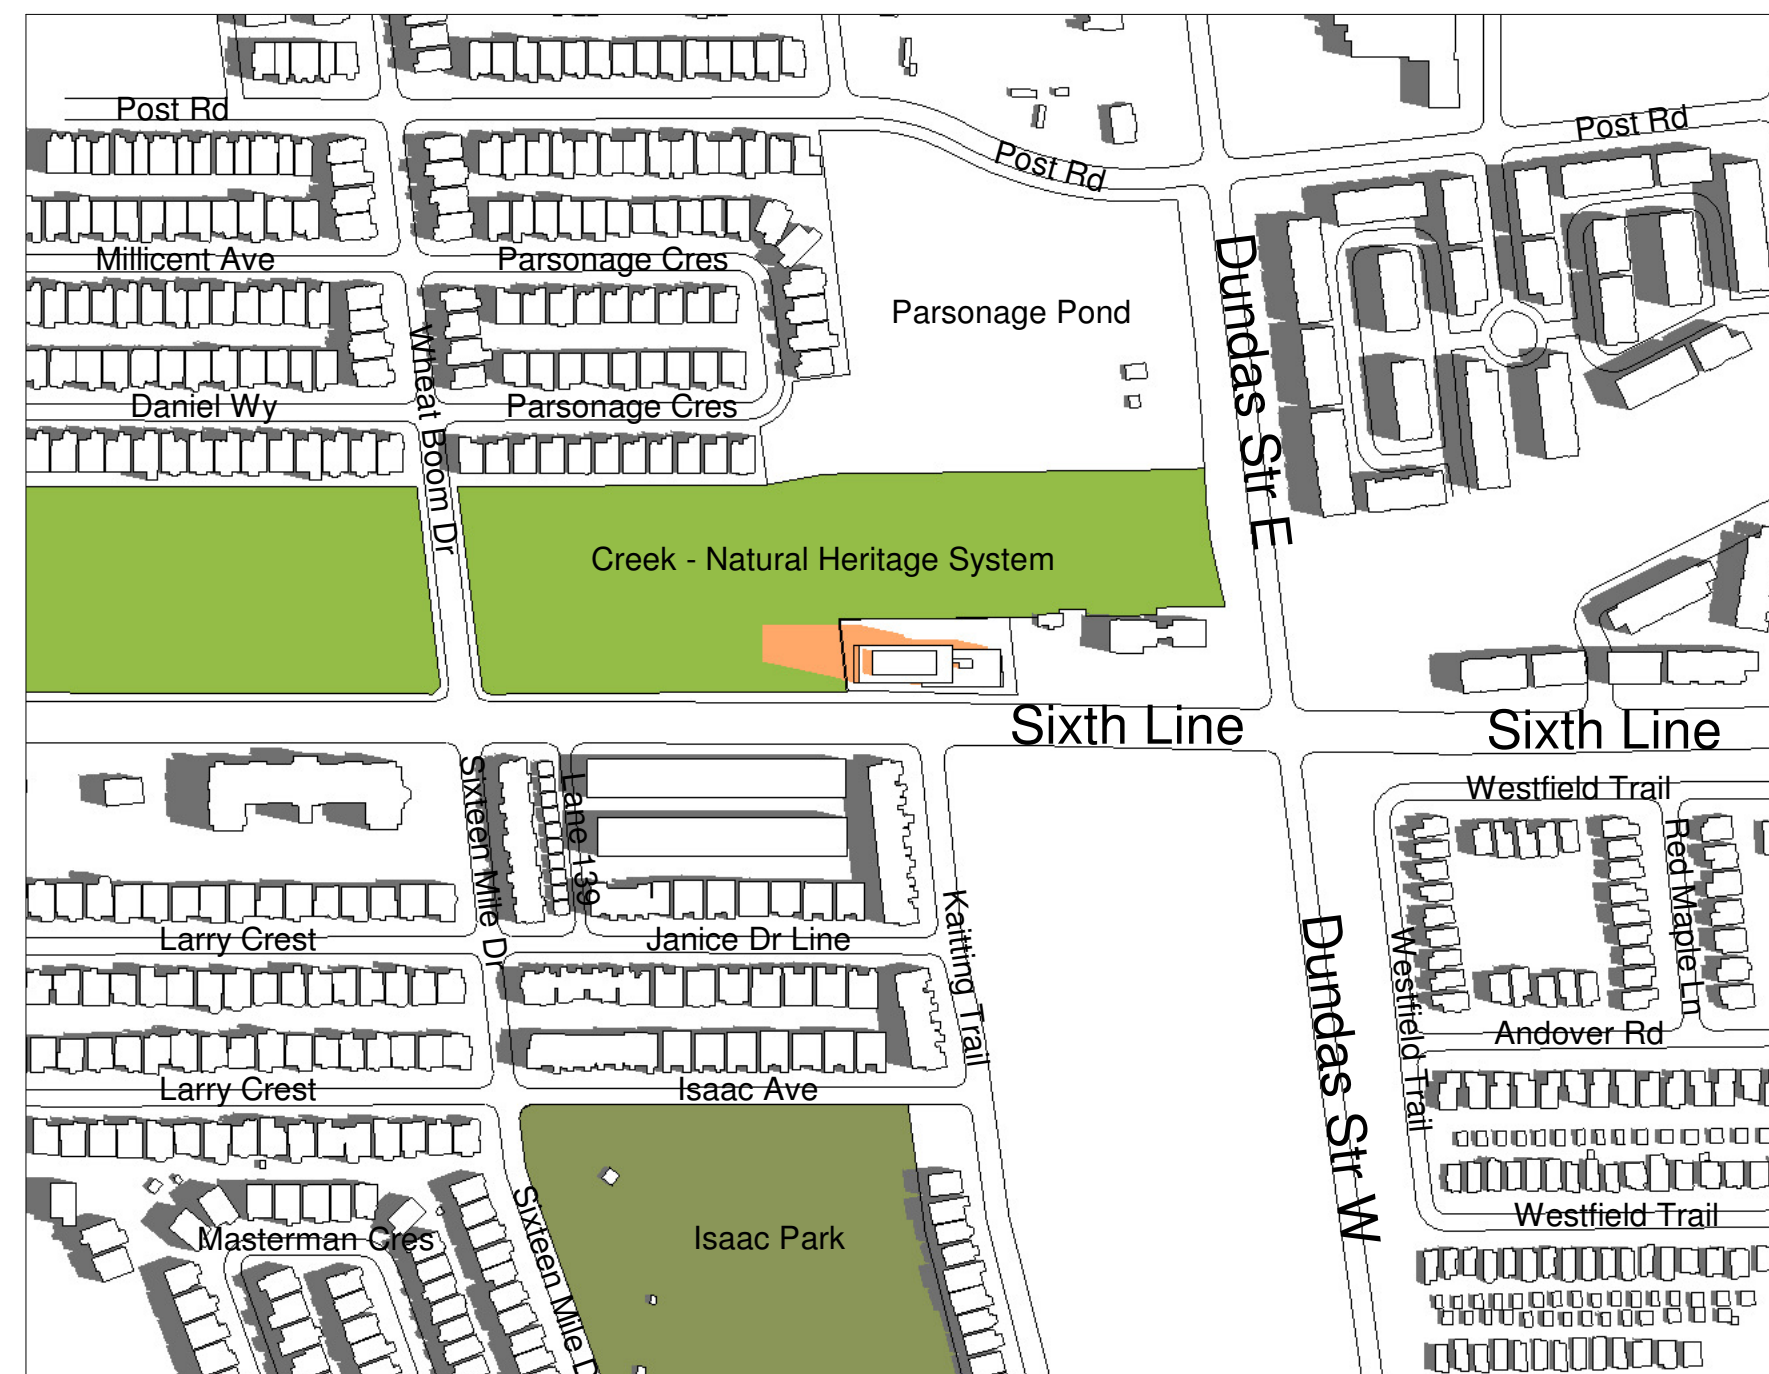 Post Rd
Post Rd
Post Rd
Millicent Ave
Parsonage Cres
Parsonage Pond
Dundas Str E
Wheat Boom Dr
Daniel Wy
Parsonage Cres
Creek - Natural Heritage System
Sixth Line
Sixth Line
Westfield Trail
Sixteen Mile Dr
Lane 139
Red Maple Ln
Kaitting Trail
Larry Crest
Janice Dr Line
Dundas Str W
Westfield Trail
Andover Rd
Larry Crest
Isaac Ave
Sixteen Mile D
Masterman Cres
Isaac Park
Westfield Trail